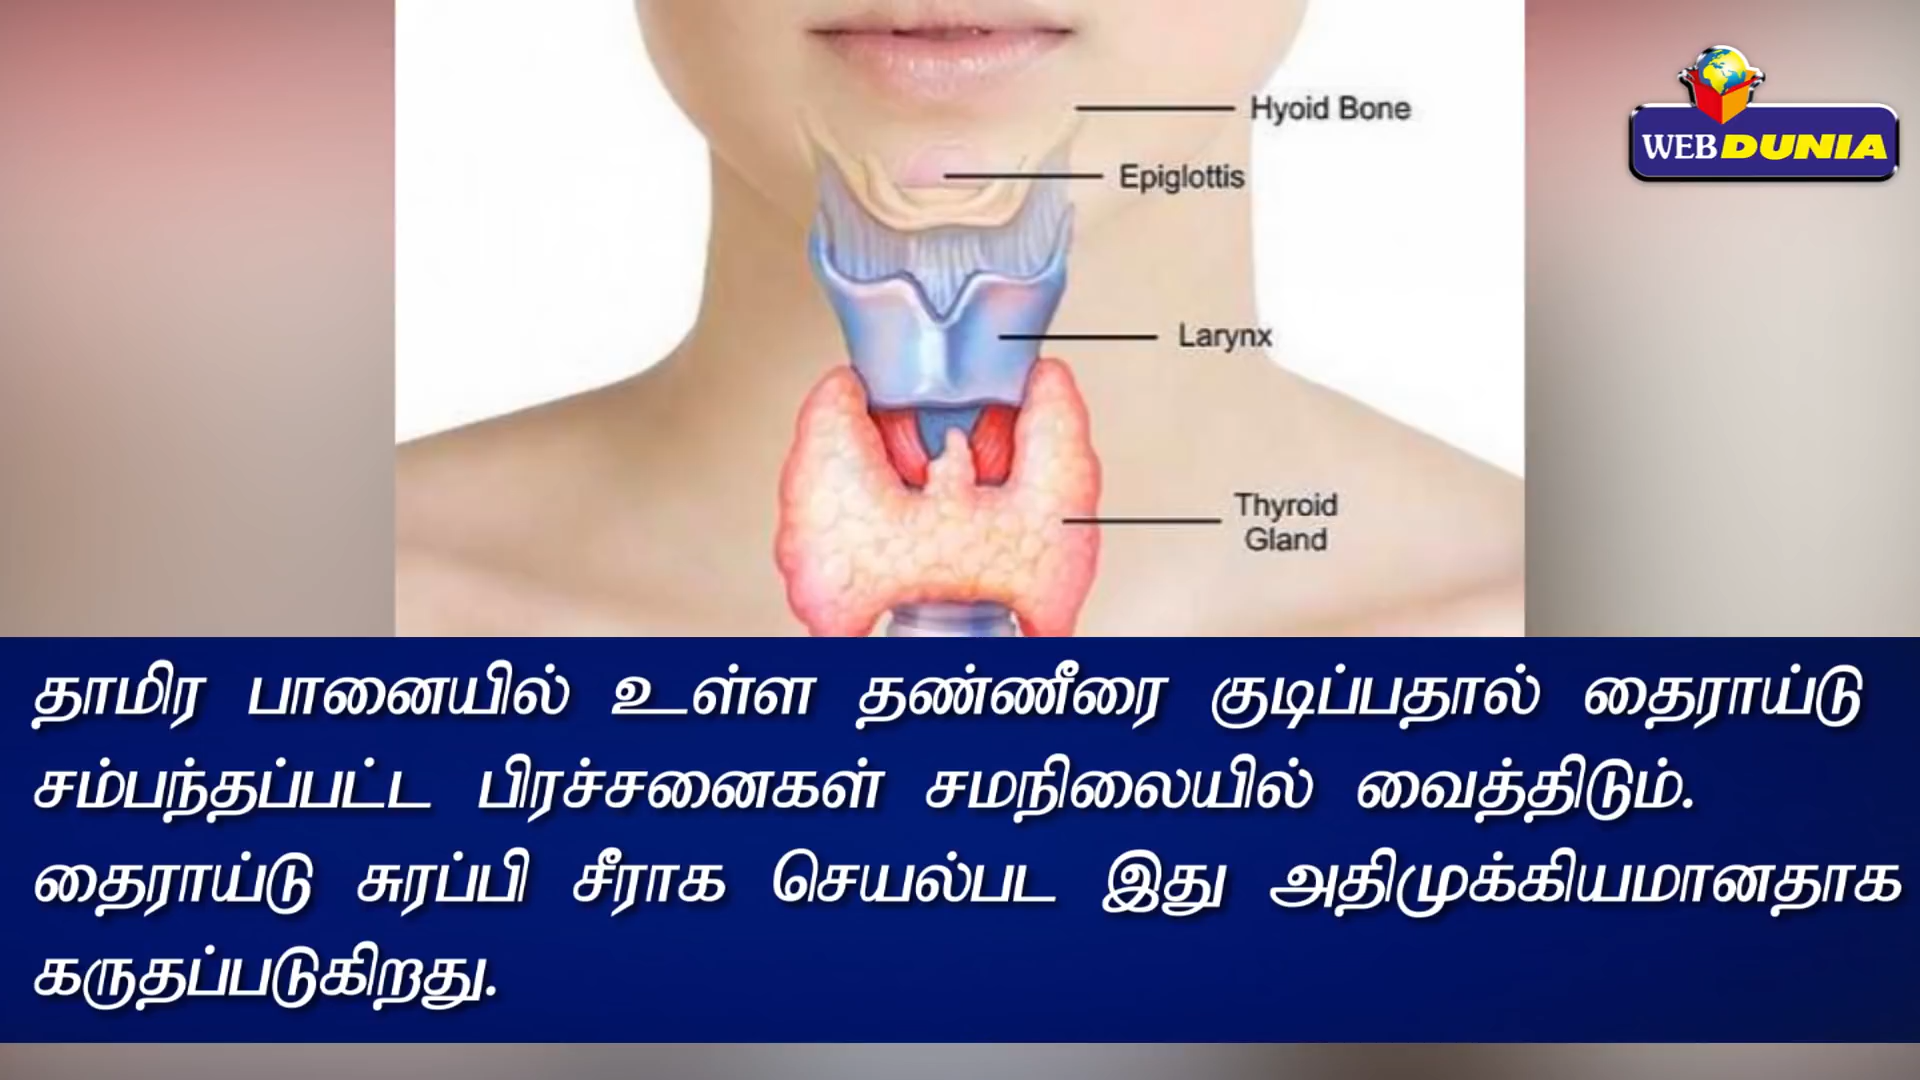 Hyoid Bone
WEBDUNIA
Epiglottis
Larynx
Thyroid
Gland
தாமிர பானையில் உள்ள தண்ணீரை குடிப்பதால் தைராய்டு
சம்பந்தப்பட்ட பிரச்சனைகள் சமநிலையில் வைத்திடும்.
தைராய்டு சுரப்பி சீராக செயல்பட இது அதிமுக்கியமானதாக
கருதப்படுகிறது.